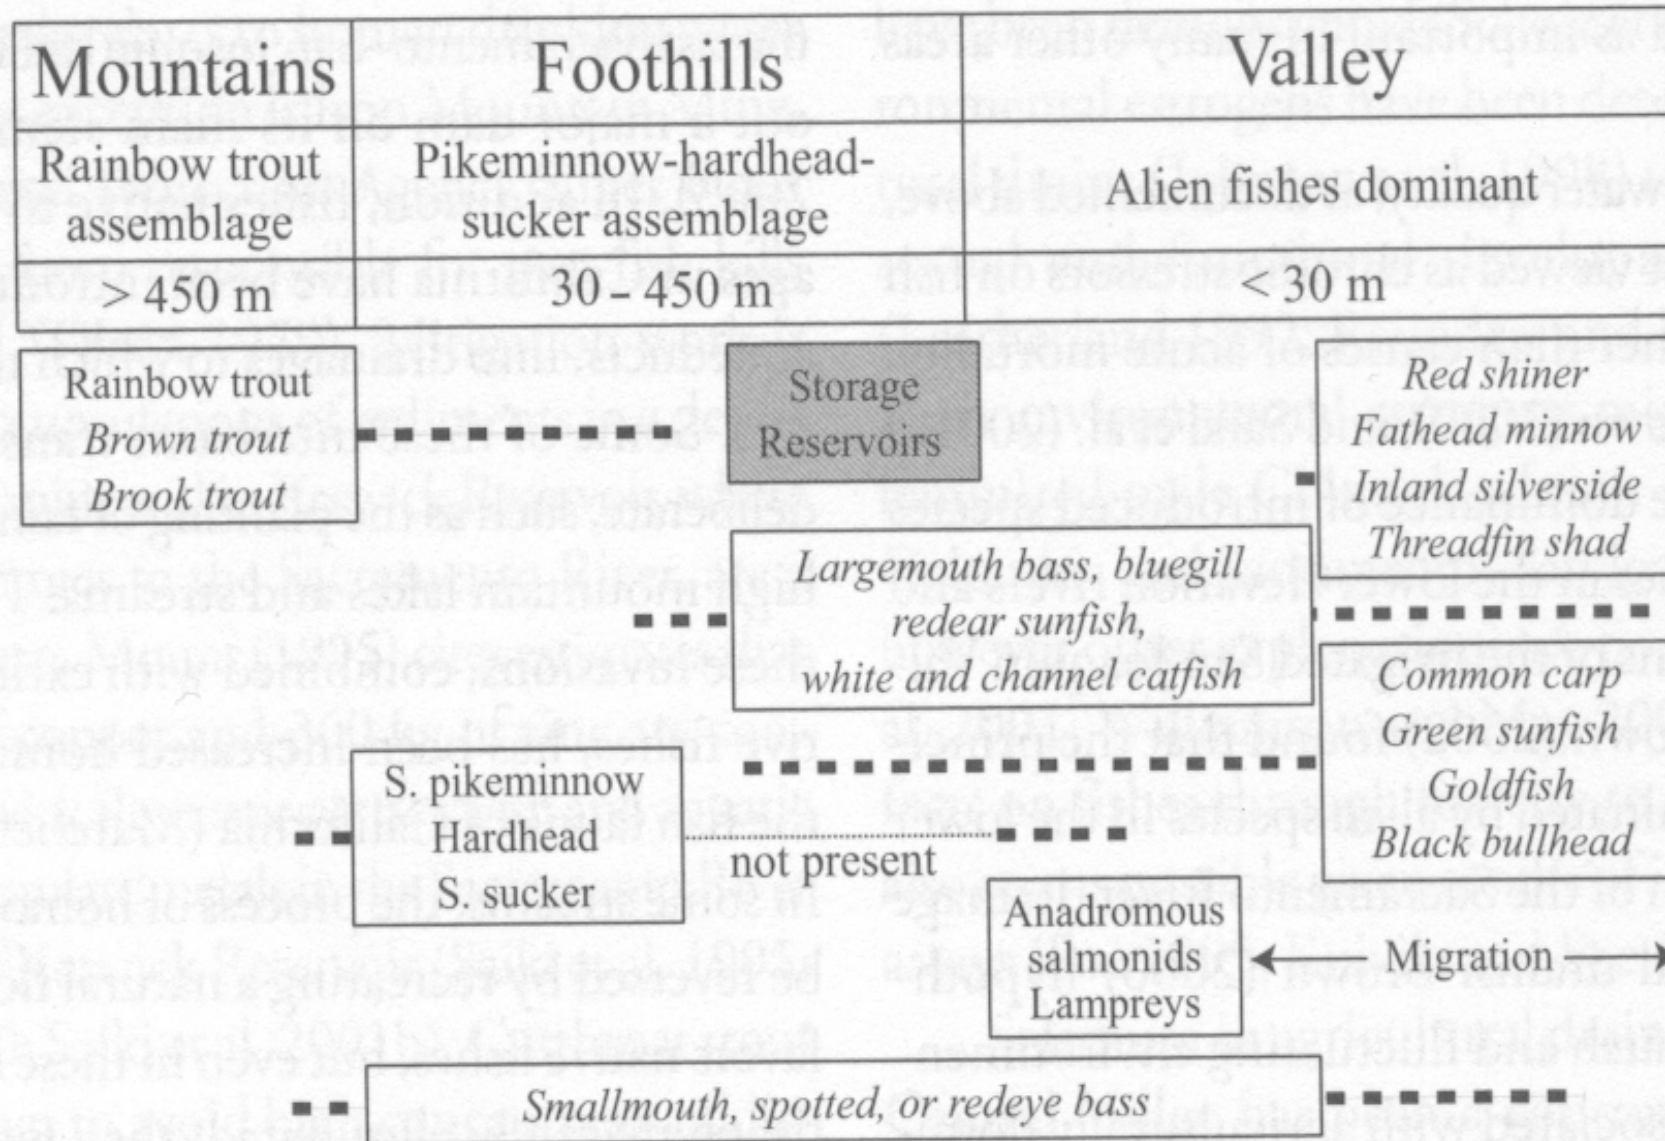 Mountains
Foothills
Valley
Rainbow trout
assemblage
Pikeminnow-hardhead-
sucker assemblage
Alien fishes dominant
> 450 m
30 – 450 m
< 30 m
Rainbow trout
Brown trout
Brook trout
Storage
Reservoirs
Red shiner
Fathead minnow
Inland silverside
Threadfin shad
Largemouth bass, bluegill
redear sunfish,
white and channel catfish
Common carp
Green sunfish
Goldfish
Black bullhead
S. pikeminnow
Hardhead
S. sucker
not present
Anadromous
salmonids
Lampreys
Migration
Smallmouth, spotted, or redeye bass